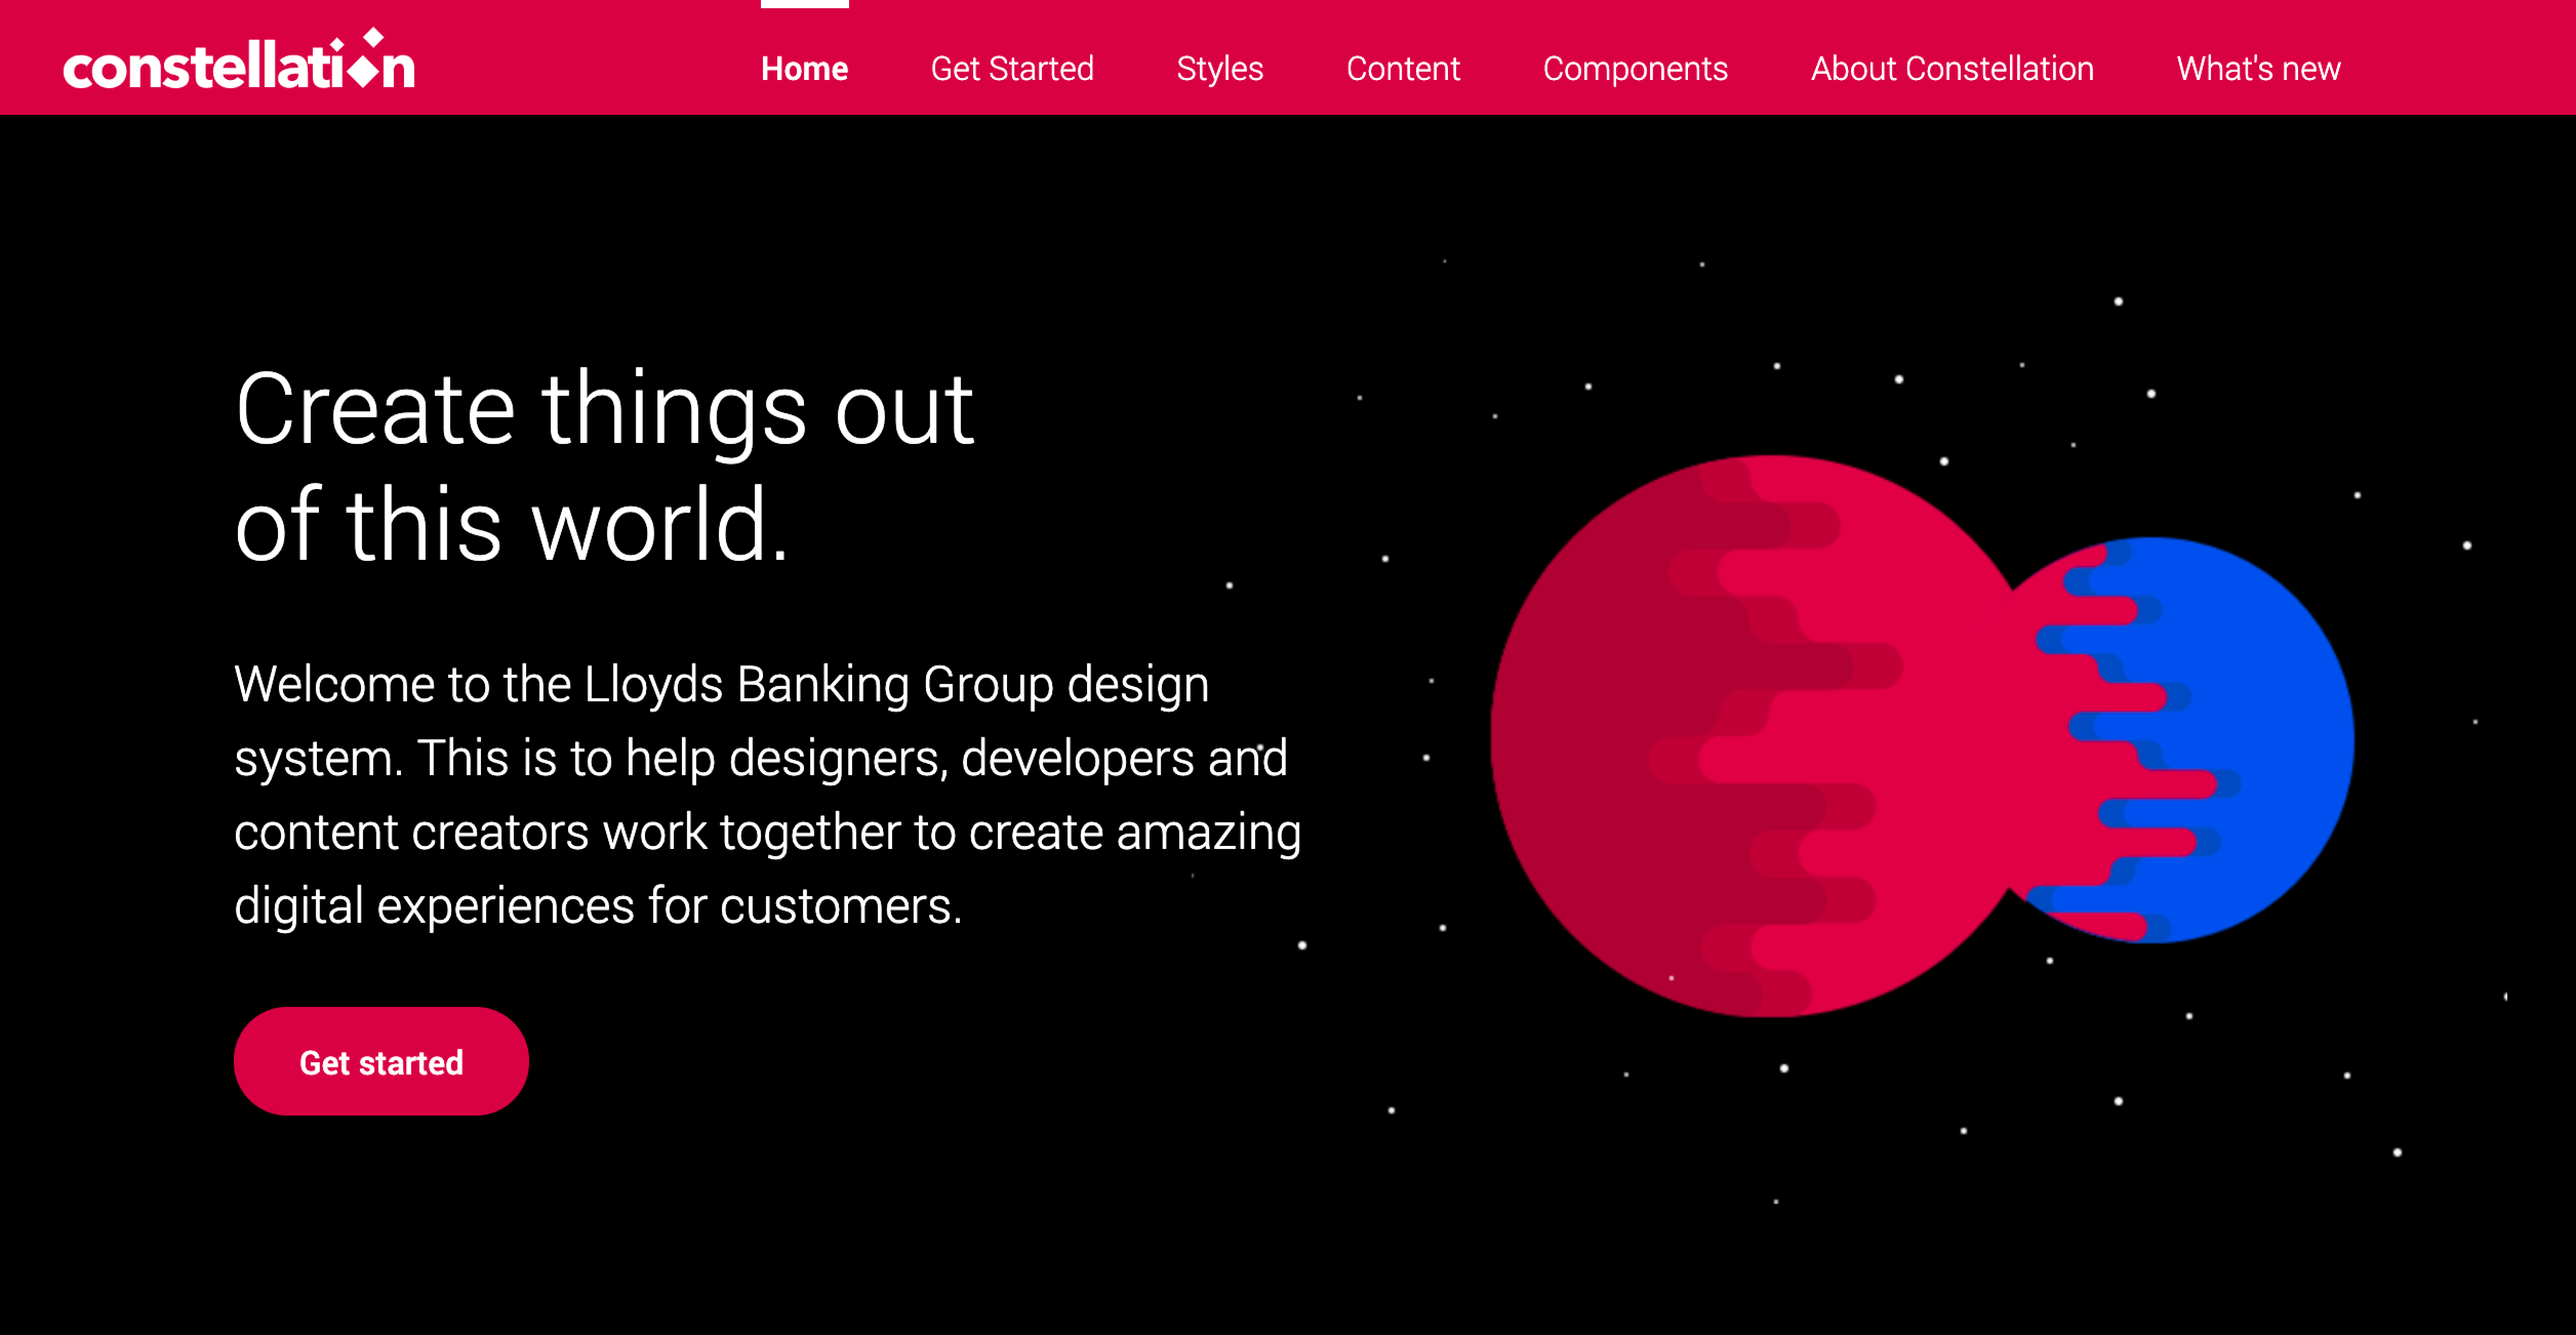 constellation
Home
Get Started
Styles
Content
Components
About Constellation
What's new
Create things out
of this world.
Welcome to the Lloyds Banking Group design
system. This is to help designers, developers and
content creators work together to create amazing
digital experiences for customers.
Get started